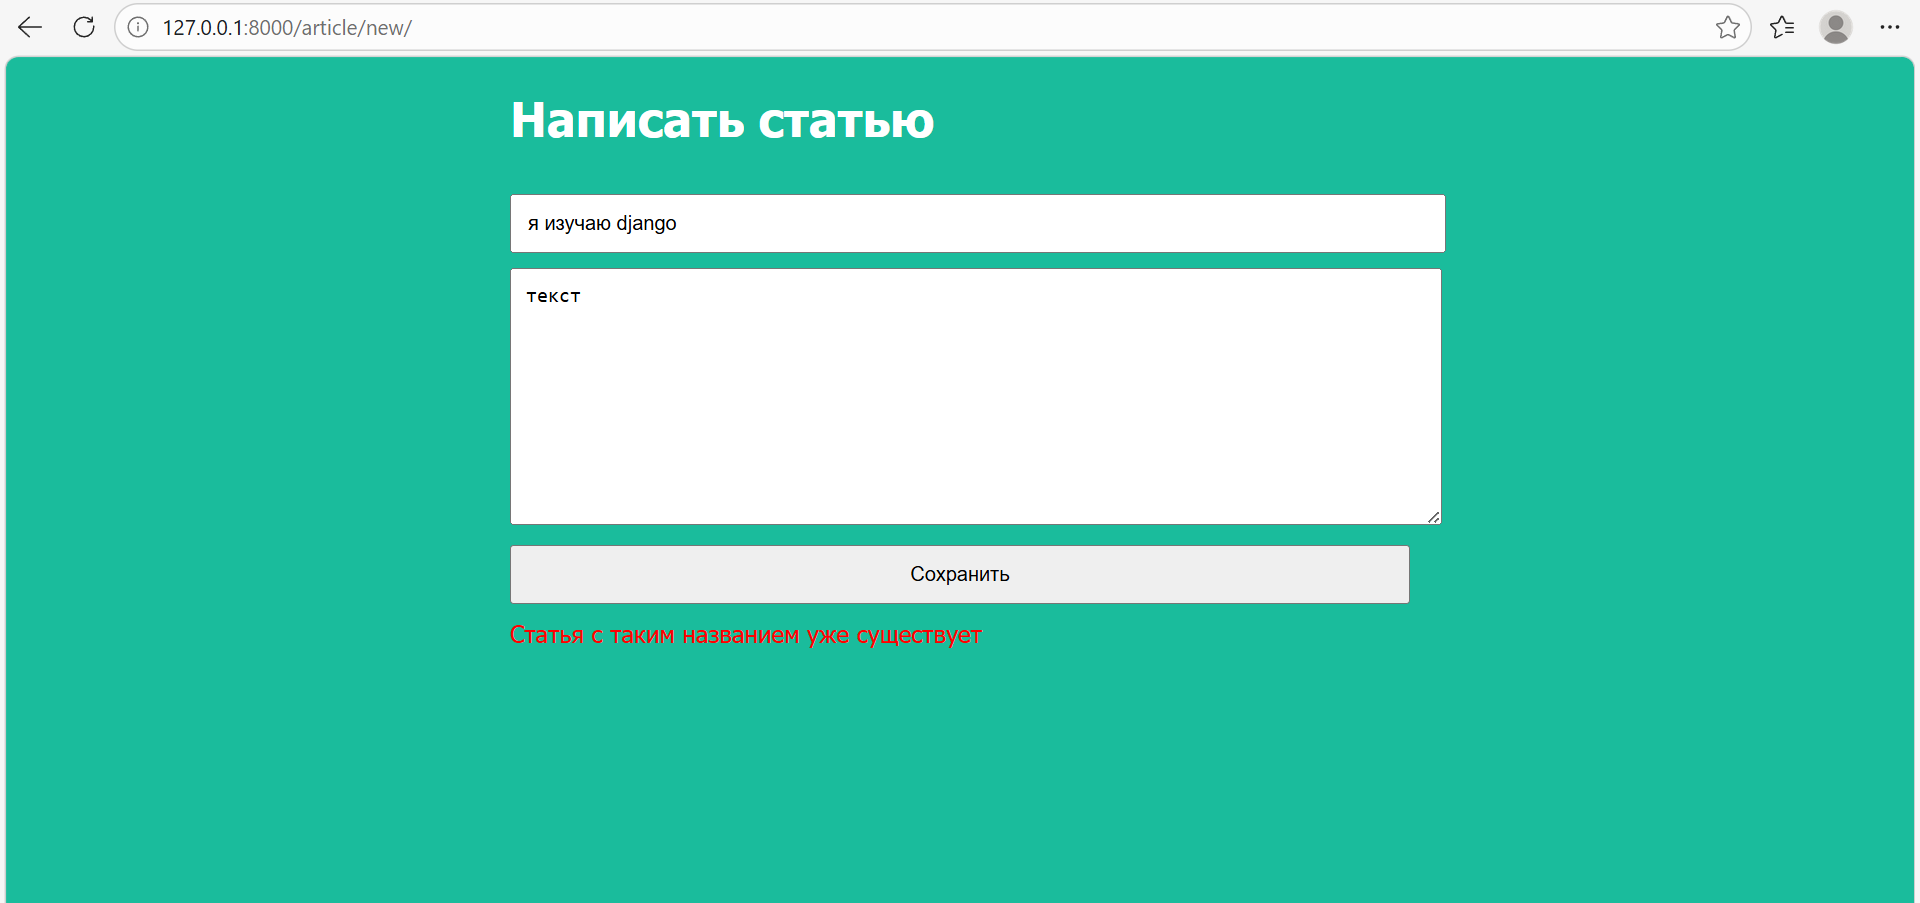 127.0.0.1:8000/article/new/
Написать статью
я изучаю django
текст
Сохранить
Статья с таким названием уже существует